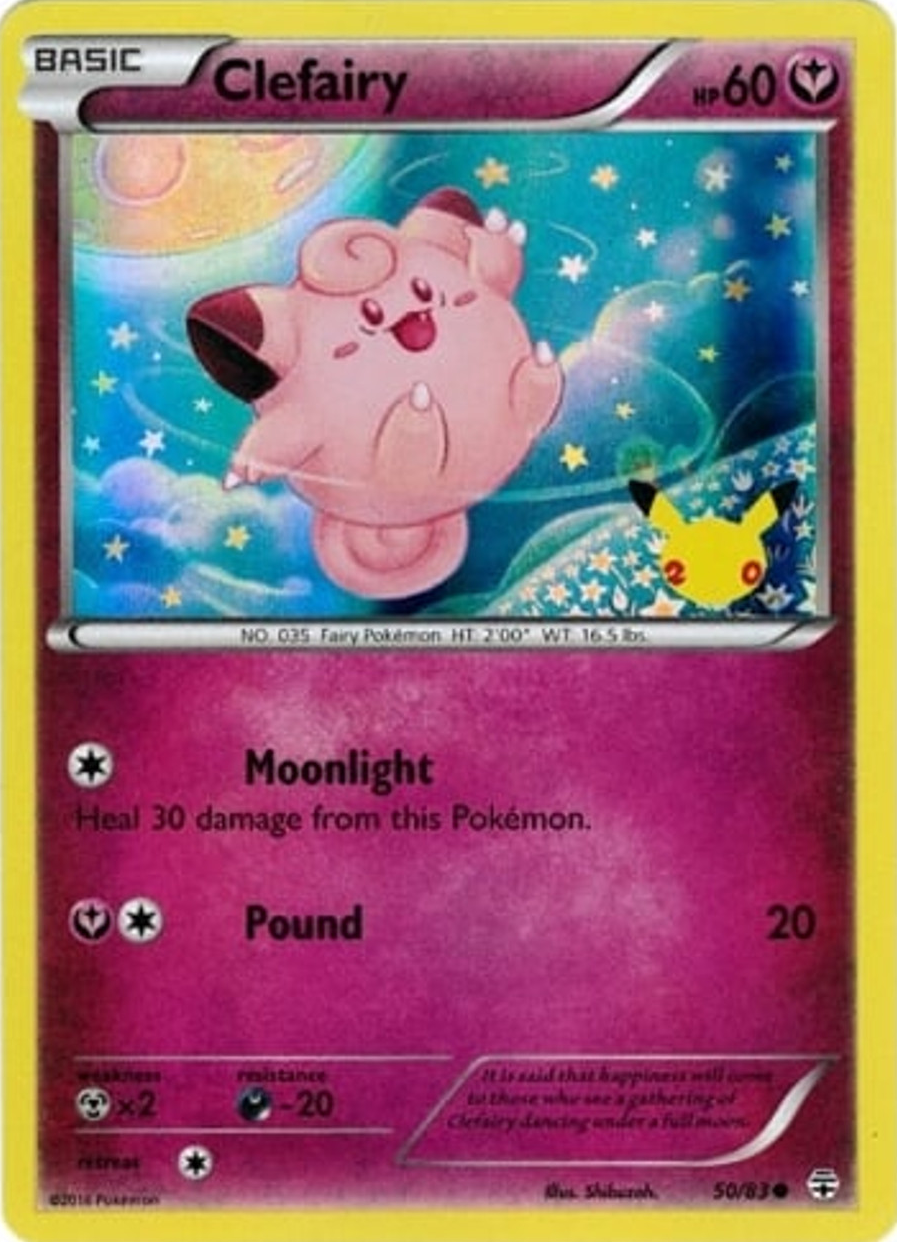 BASIC
Clefairy
HP60
2 0
NO. 035 Fairy Pokémon HT: 2'00" WT: 16.5 lbs.
Moonlight
Heal 30 damage from this Pokémon.
Pound 20
weakness resistance
×2 -20
It is said that happiness will come
to those who see a gathering of
Clefairy dancing under a full moon.
retreat
©2016 Pokémon
Illus. Shibuzoh.
50/83